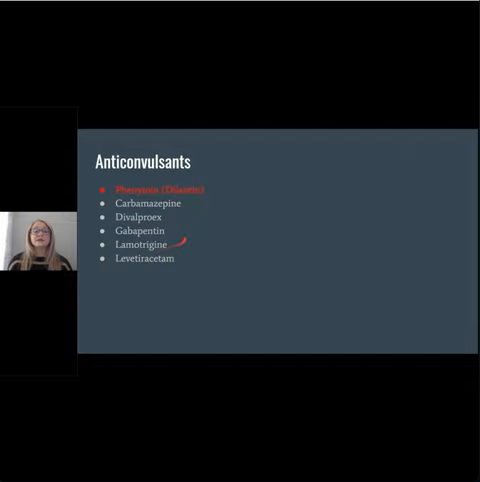 Anticonvulsants
Phenytoin (Dilantin)
Carbamazepine
Divalproex
Gabapentin
Lamotrigine
Levetiracetam